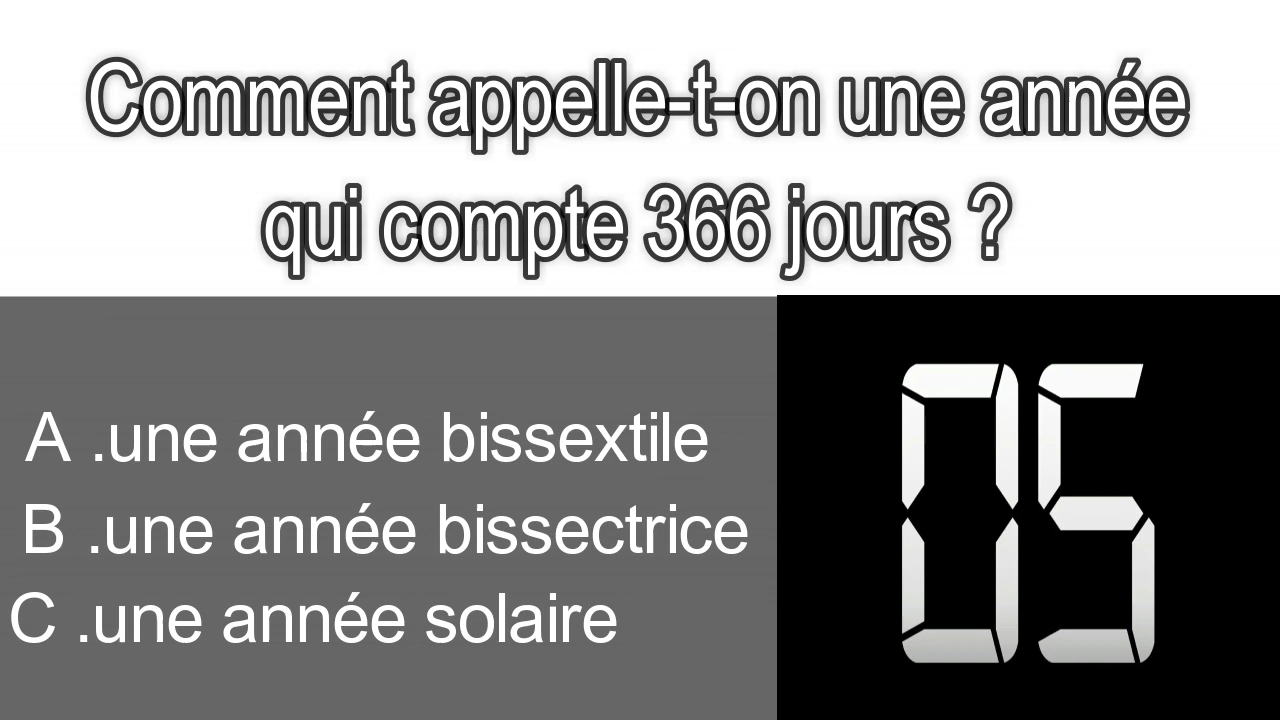 Comment appelle-t-on une année
qui compte 366 jours ?
A .une année bissextile
B .une année bissectrice
C .une année solaire
05